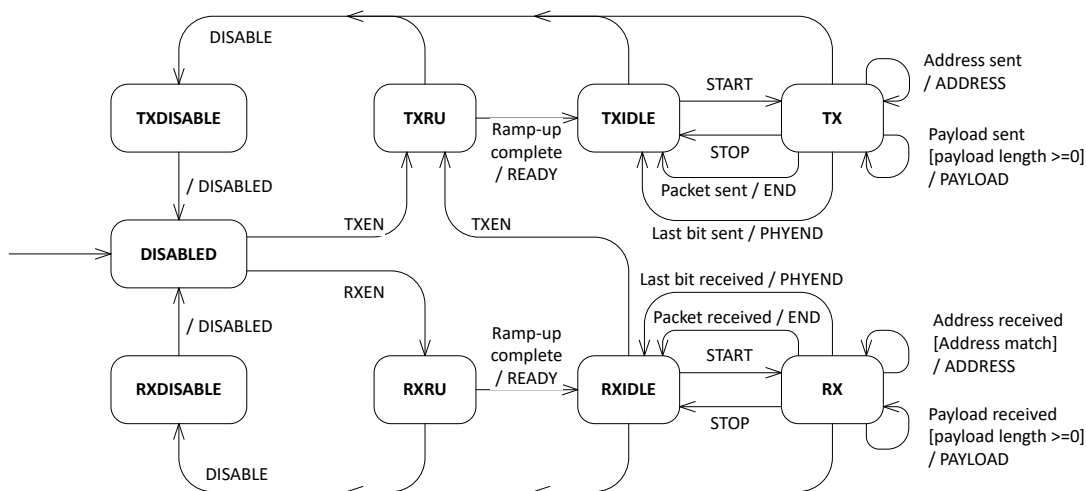 DISABLE
START
Address sent
/ ADDRESS
TXDISABLE
TXRU
TXIDLE
TX
Ramp-up
complete
/ READY
STOP
Payload sent
[payload length >=0]
/ PAYLOAD
/ DISABLED
Packet sent / END
TXEN
TXEN
Last bit sent / PHYEND
DISABLED
RXEN
Last bit received / PHYEND
/ DISABLED
Packet received / END
Ramp-up
complete
/ READY
START
Address received
[Address match]
/ ADDRESS
RXDISABLE
RXRU
RXIDLE
RX
STOP
Payload received
[payload length >=0]
/ PAYLOAD
DISABLE